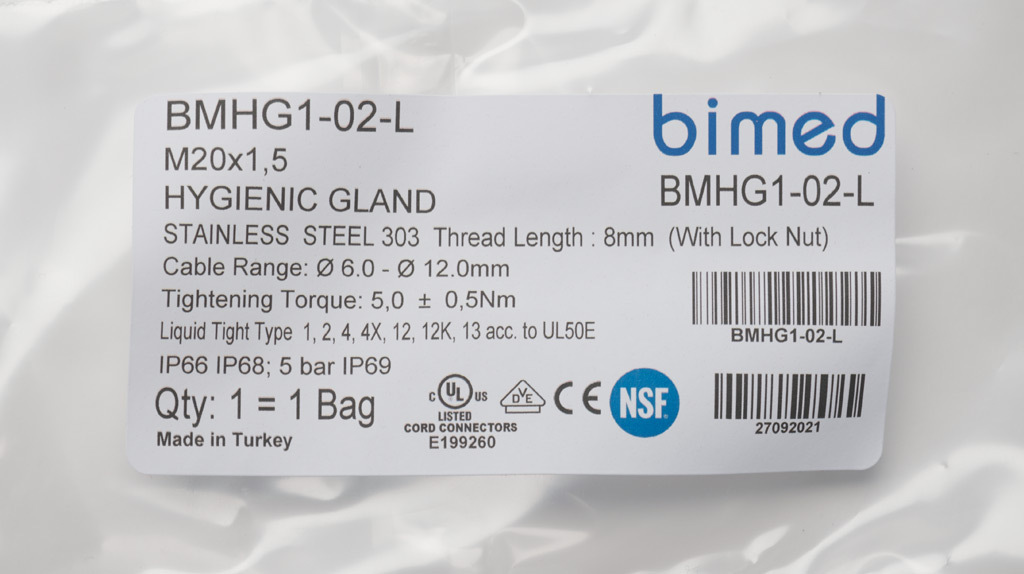 BMHG1-02-L
M20x1,5
HYGIENIC GLAND
STAINLESS STEEL 303 Thread Length : 8mm (With Lock Nut)
Cable Range: Ø 6.0 - Ø 12.0mm
Tightening Torque: 5,0 ± 0,5Nm
Liquid Tight Type 1, 2, 4, 4X, 12, 12K, 13 acc. to UL50E
IP66 IP68; 5 bar IP69
Qty: 1 = 1 Bag
Made in Turkey
bimed
BMHG1-02-L
BMHG1-02-L
C UL US
LISTED
CORD CONNECTORS
E199260
DVE
CE
NSF
27092021